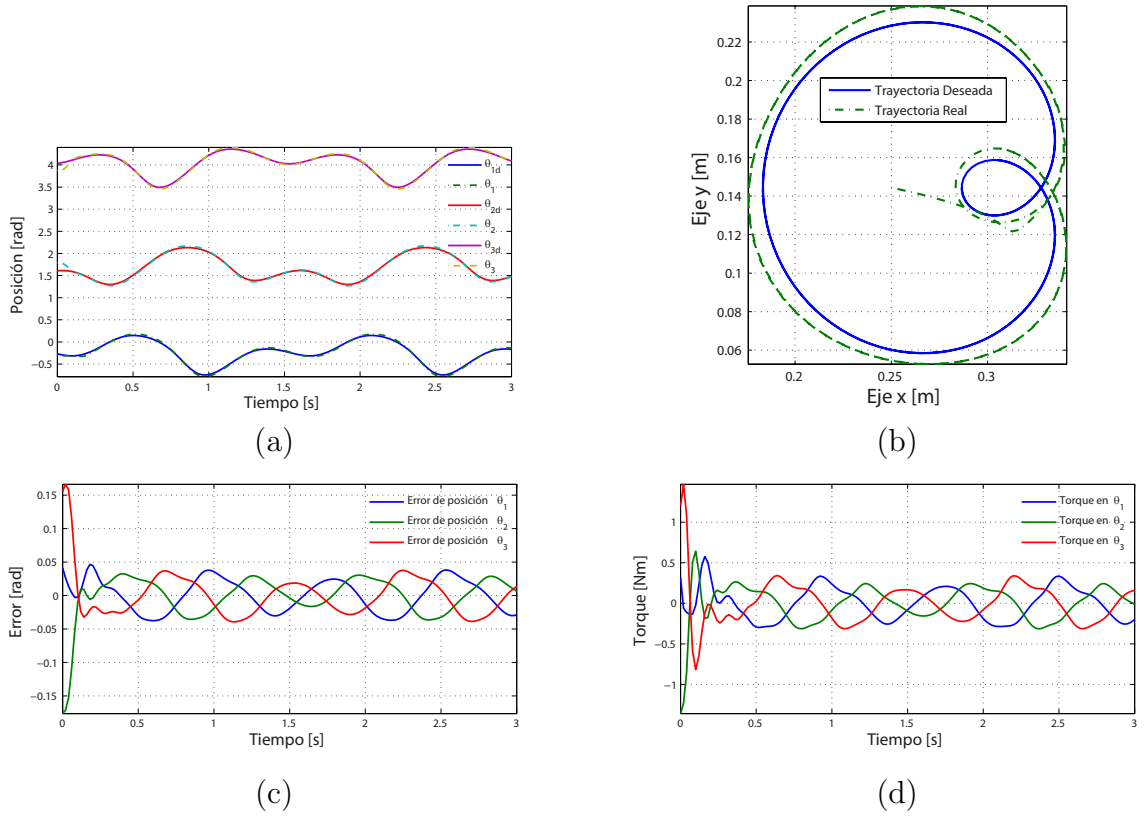 4
3.5
3
2.5
2
1.5
1
0.5
0
−0.5
Posición [rad]
θ1d
θ1
θ2d
θ2
θ3d
θ3
0 0.5 1 1.5 2 2.5 3
Tiempo [s]
(a)
0.22
0.2
0.18
0.16
0.14
0.12
0.1
0.08
0.06
Eje y [m]
Trayectoria Deseada
Trayectoria Real
0.2 0.25 0.3
Eje x [m]
(b)
0.15
0.1
0.05
0
−0.05
−0.1
−0.15
Error [rad]
Error de posición θ1
Error de posición θ2
Error de posición θ3
0 0.5 1 1.5 2 2.5 3
Tiempo [s]
(c)
1
0.5
0
−0.5
−1
Torque [Nm]
Torque en θ1
Torque en θ2
Torque en θ3
0 0.5 1 1.5 2 2.5 3
Tiempo [s]
(d)